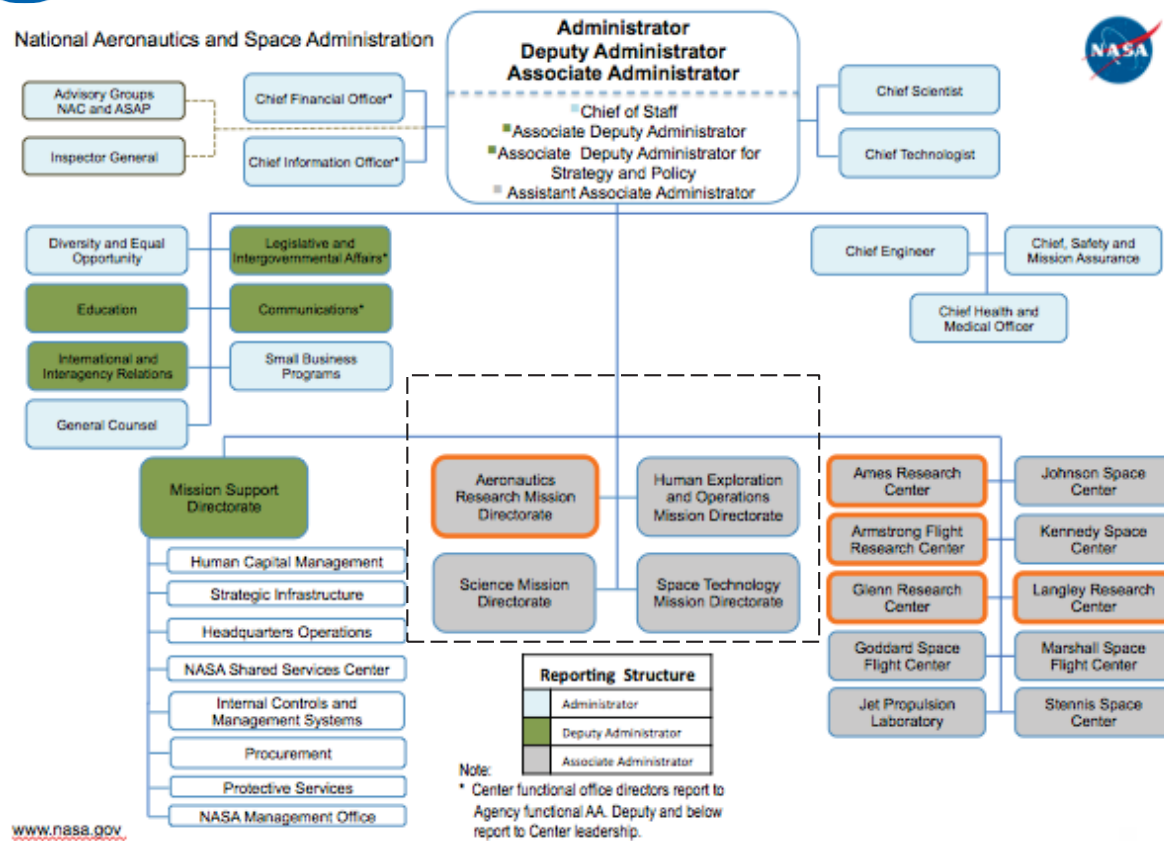 National Aeronautics and Space Administration
Administrator
Deputy Administrator
Associate Administrator
Chief of Staff
Associate Deputy Administrator
Associate Deputy Administrator for
Strategy and Policy
Assistant Associate Administrator
NASA
Advisory Groups
NAC and ASAP
Inspector General
Chief Financial Officer*
Chief Information Officer*
Chief Scientist
Chief Technologist
Diversity and Equal
Opportunity
Legislative and
Intergovernmental Affairs*
Education
Communications*
International and
Interagency Relations
Small Business
Programs
General Counsel
Chief Engineer
Chief, Safety and
Mission Assurance
Chief Health and
Medical Officer
Mission Support
Directorate
Human Capital Management
Strategic Infrastructure
Headquarters Operations
NASA Shared Services Center
Internal Controls and
Management Systems
Procurement
Protective Services
NASA Management Office
Aeronautics
Research Mission
Directorate
Human Exploration
and Operations
Mission Directorate
Science Mission
Directorate
Space Technology
Mission Directorate
Ames Research
Center
Johnson Space
Center
Armstrong Flight
Research Center
Kennedy Space
Center
Glenn Research
Center
Langley Research
Center
Goddard Space
Flight Center
Marshall Space
Flight Center
Jet Propulsion
Laboratory
Stennis Space
Center
Reporting Structure
Administrator
Deputy Administrator
Associate Administrator
Note:
* Center functional office directors report to
Agency functional AA. Deputy and below
report to Center leadership.
www.nasa.gov